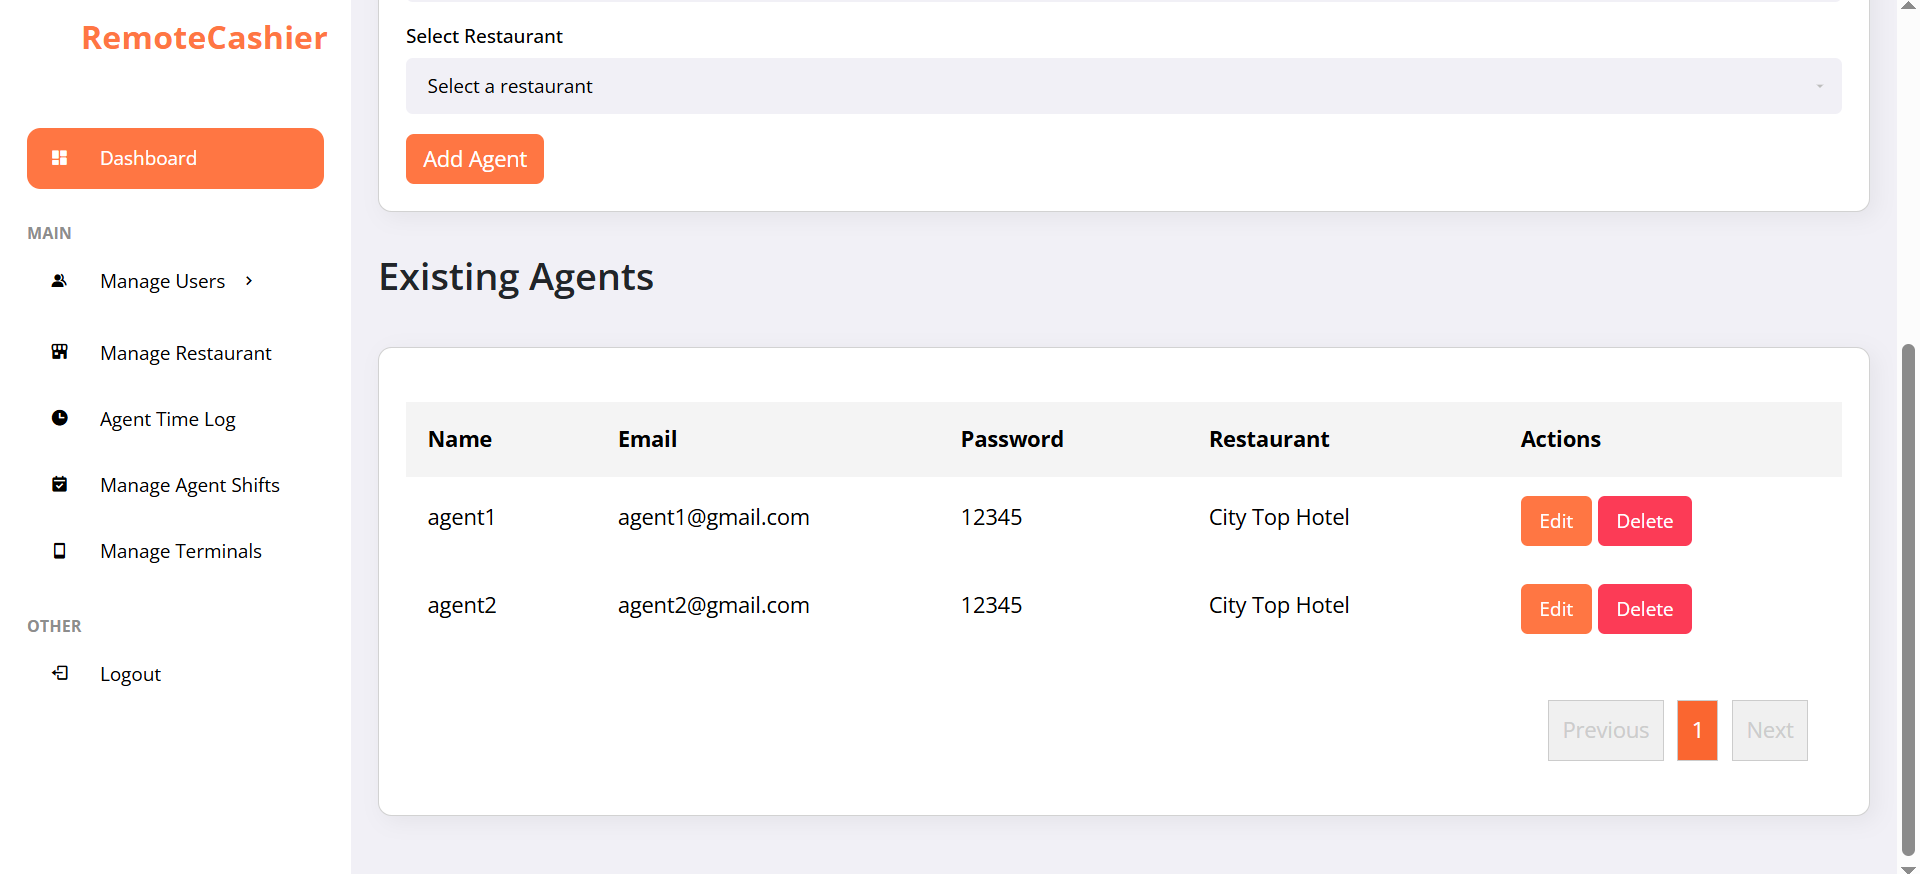 RemoteCashier
Dashboard
MAIN
Manage Users
Manage Restaurant
Agent Time Log
Manage Agent Shifts
Manage Terminals
OTHER
Logout
Select Restaurant
Select a restaurant
Add Agent
Existing Agents
Name Email Password Restaurant Actions
agent1 agent1@gmail.com 12345 City Top Hotel Edit Delete
agent2 agent2@gmail.com 12345 City Top Hotel Edit Delete
Previous 1 Next